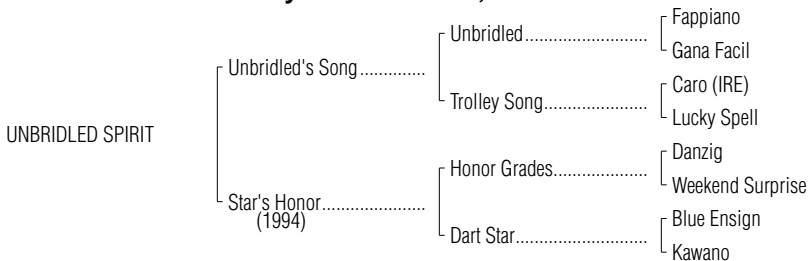 Fappiano
Unbridled..........................
Gana Facil
Unbridled's Song..............
Caro (IRE)
Trolley Song......................
Lucky Spell
UNBRIDLED SPIRIT
Danzig
Honor Grades....................
Weekend Surprise
Star's Honor......................
(1994)
Blue Ensign
Dart Star............................
Kawano